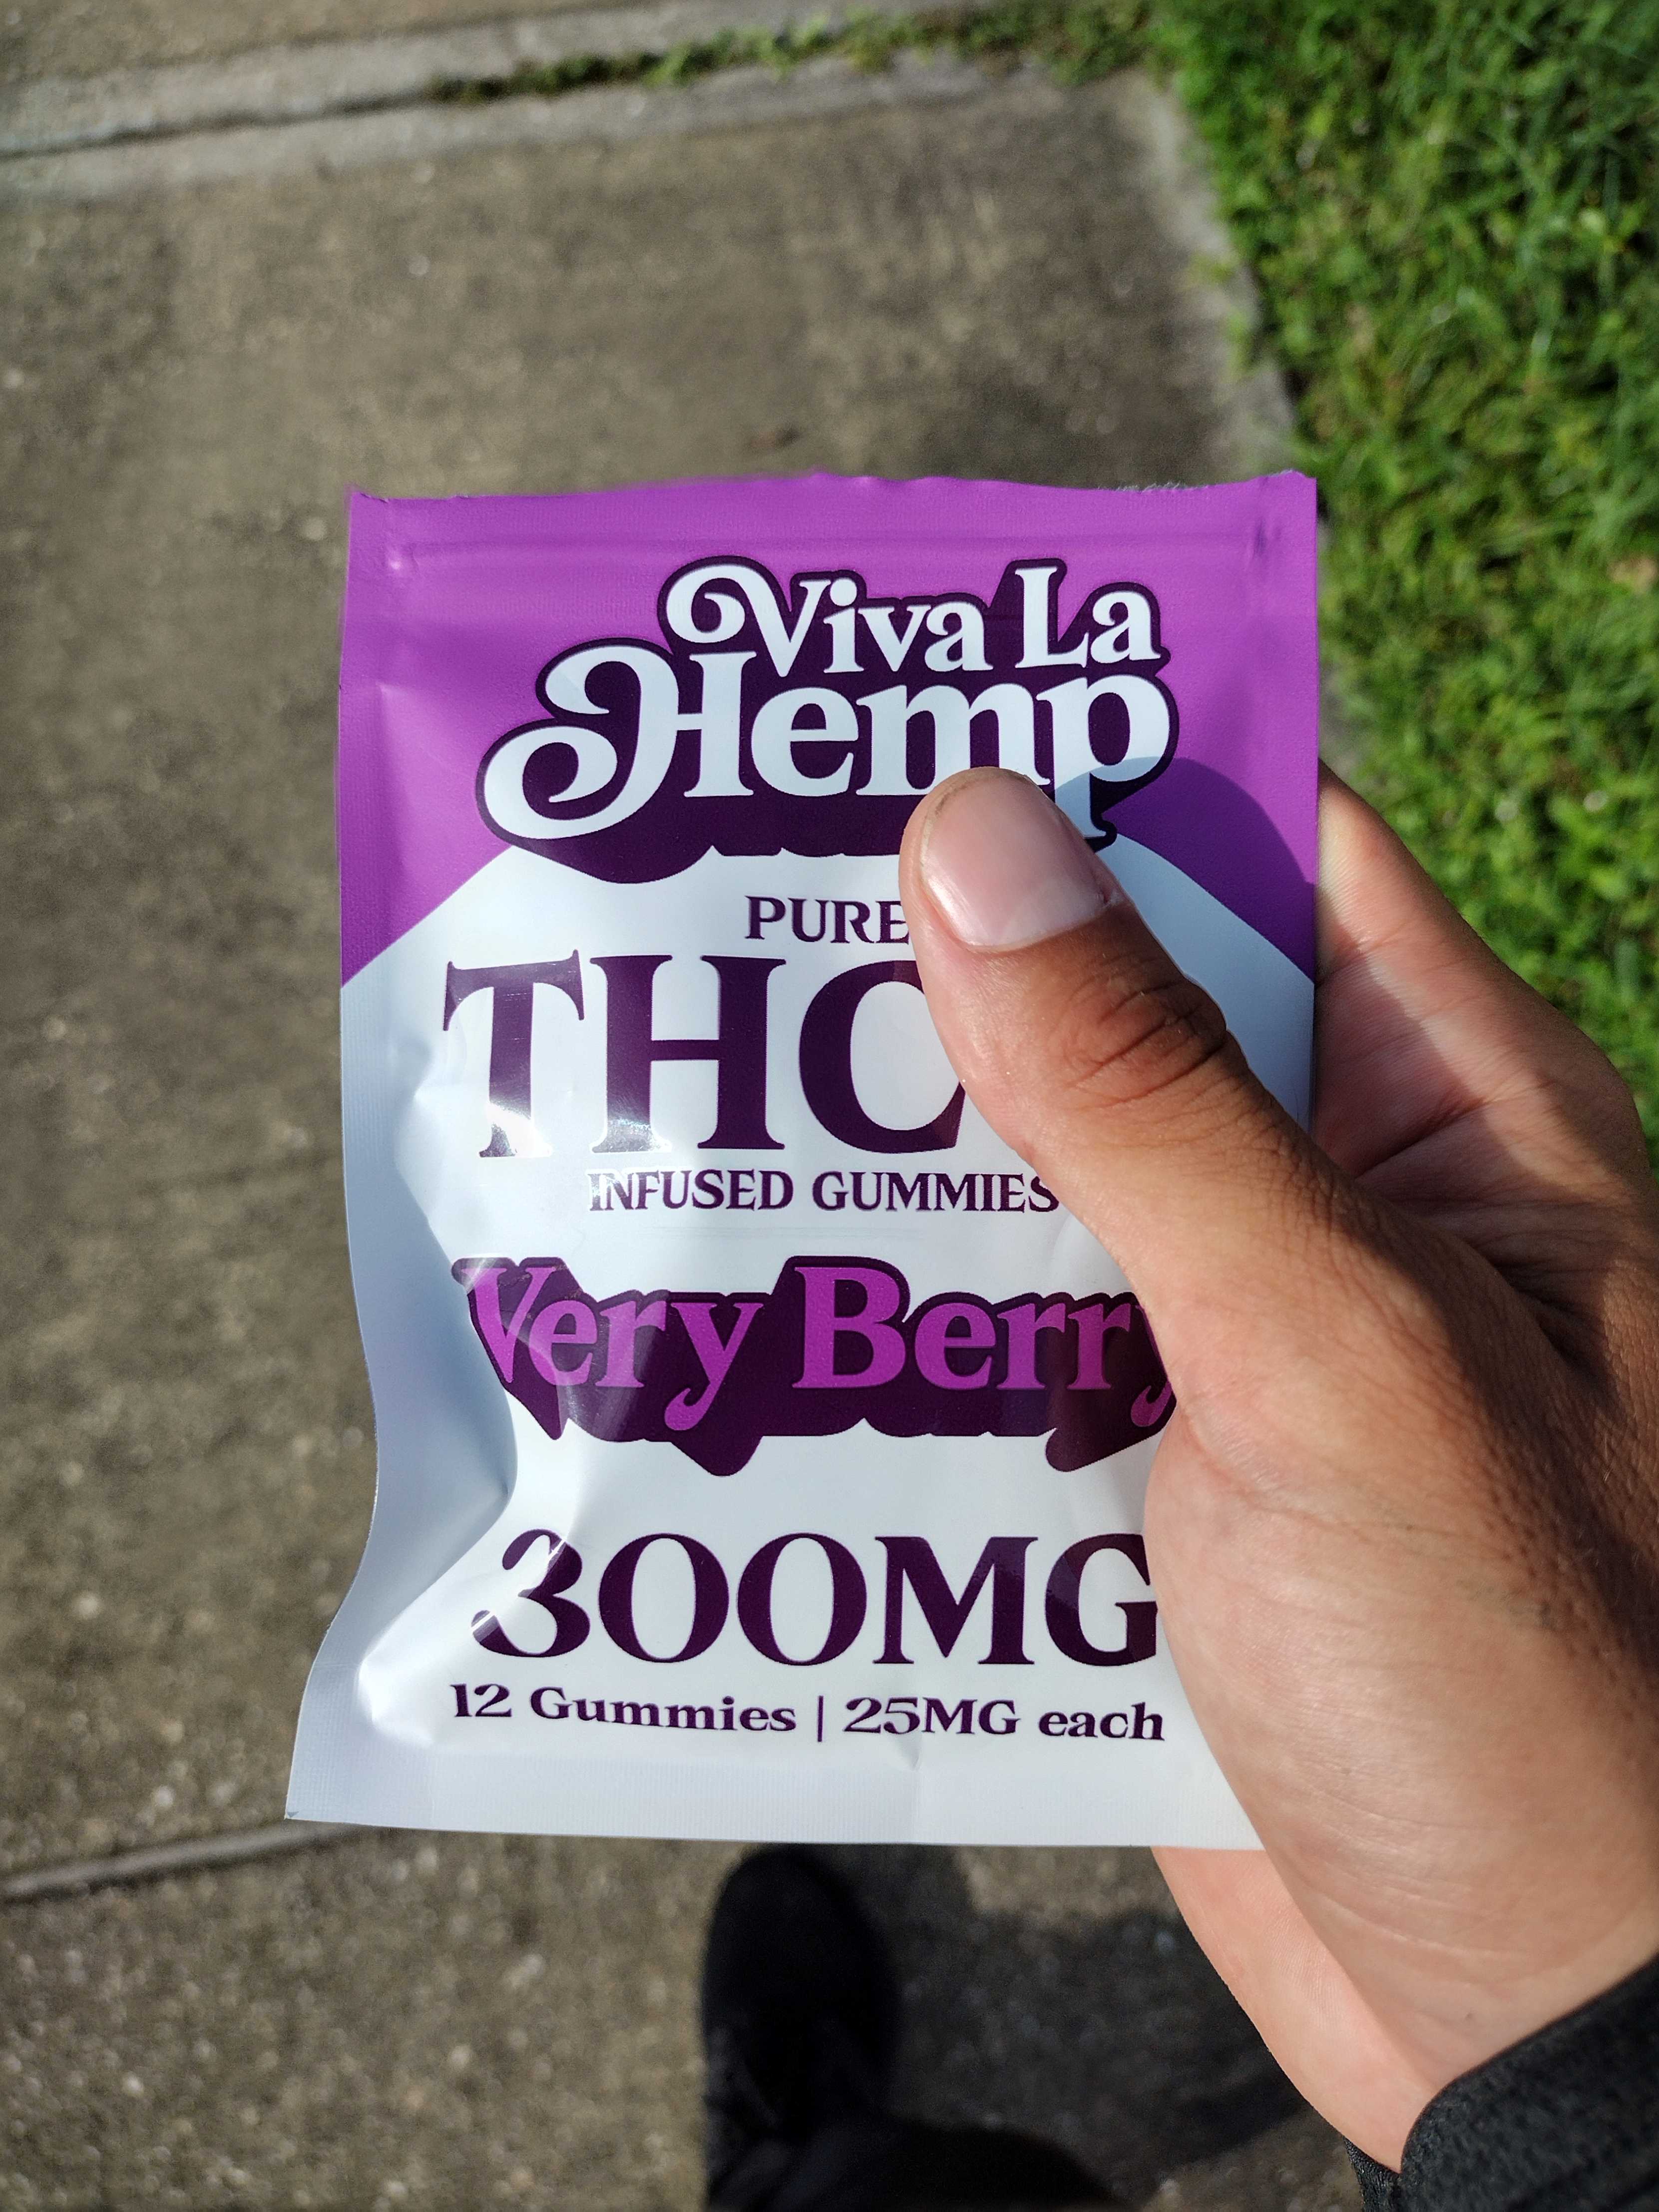 Viva La
Hemp
PURE
THC
INFUSED GUMMIES
Very Berry
300MG
12 Gummies | 25MG each